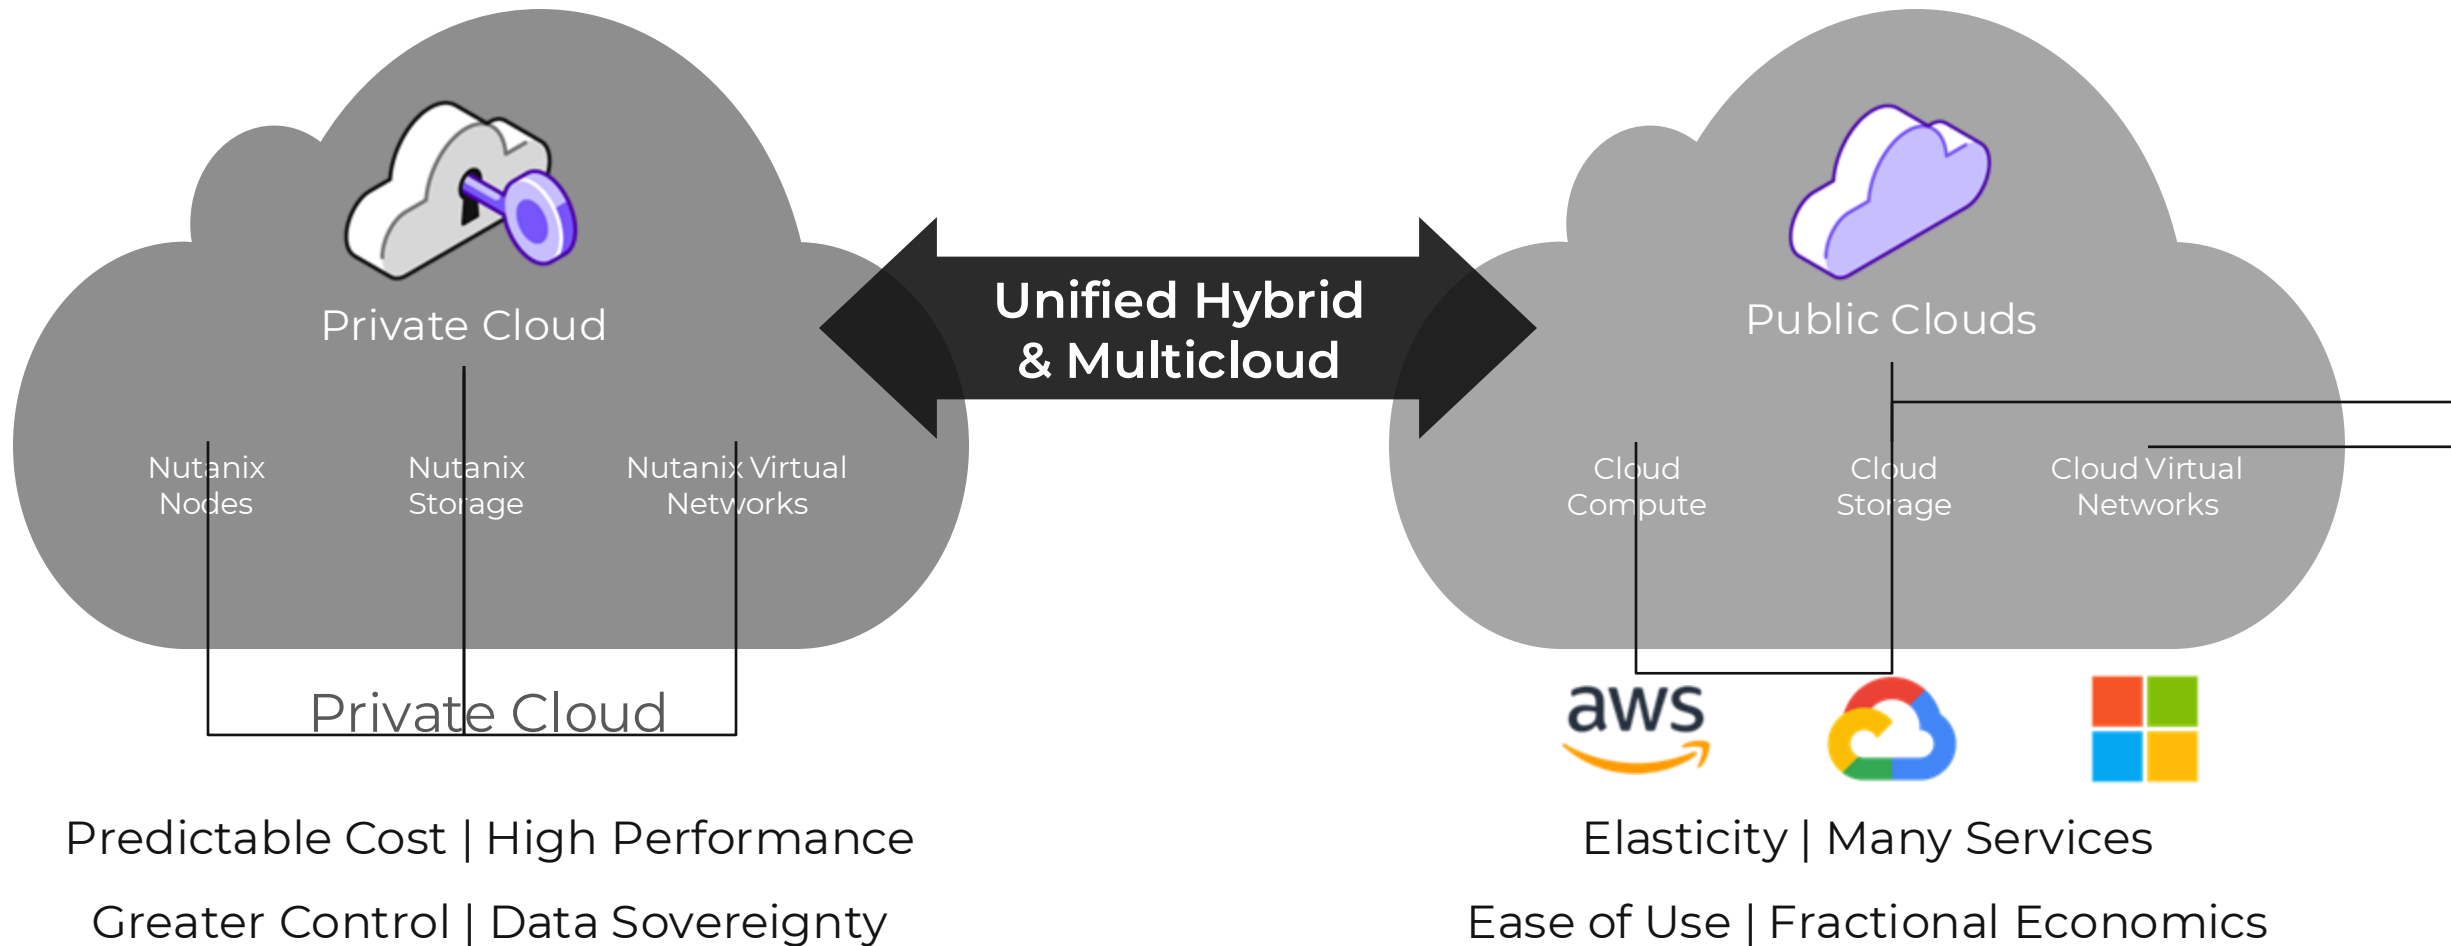 Private Cloud
Nutanix
Nodes
Nutanix
Storage
Nutanix Virtual
Networks
Private Cloud
Predictable Cost | High Performance
Greater Control | Data Sovereignty
Unified Hybrid
& Multicloud
Public Clouds
Cloud
Compute
Cloud
Storage
Cloud Virtual
Networks
aws
Elasticity | Many Services
Ease of Use | Fractional Economics